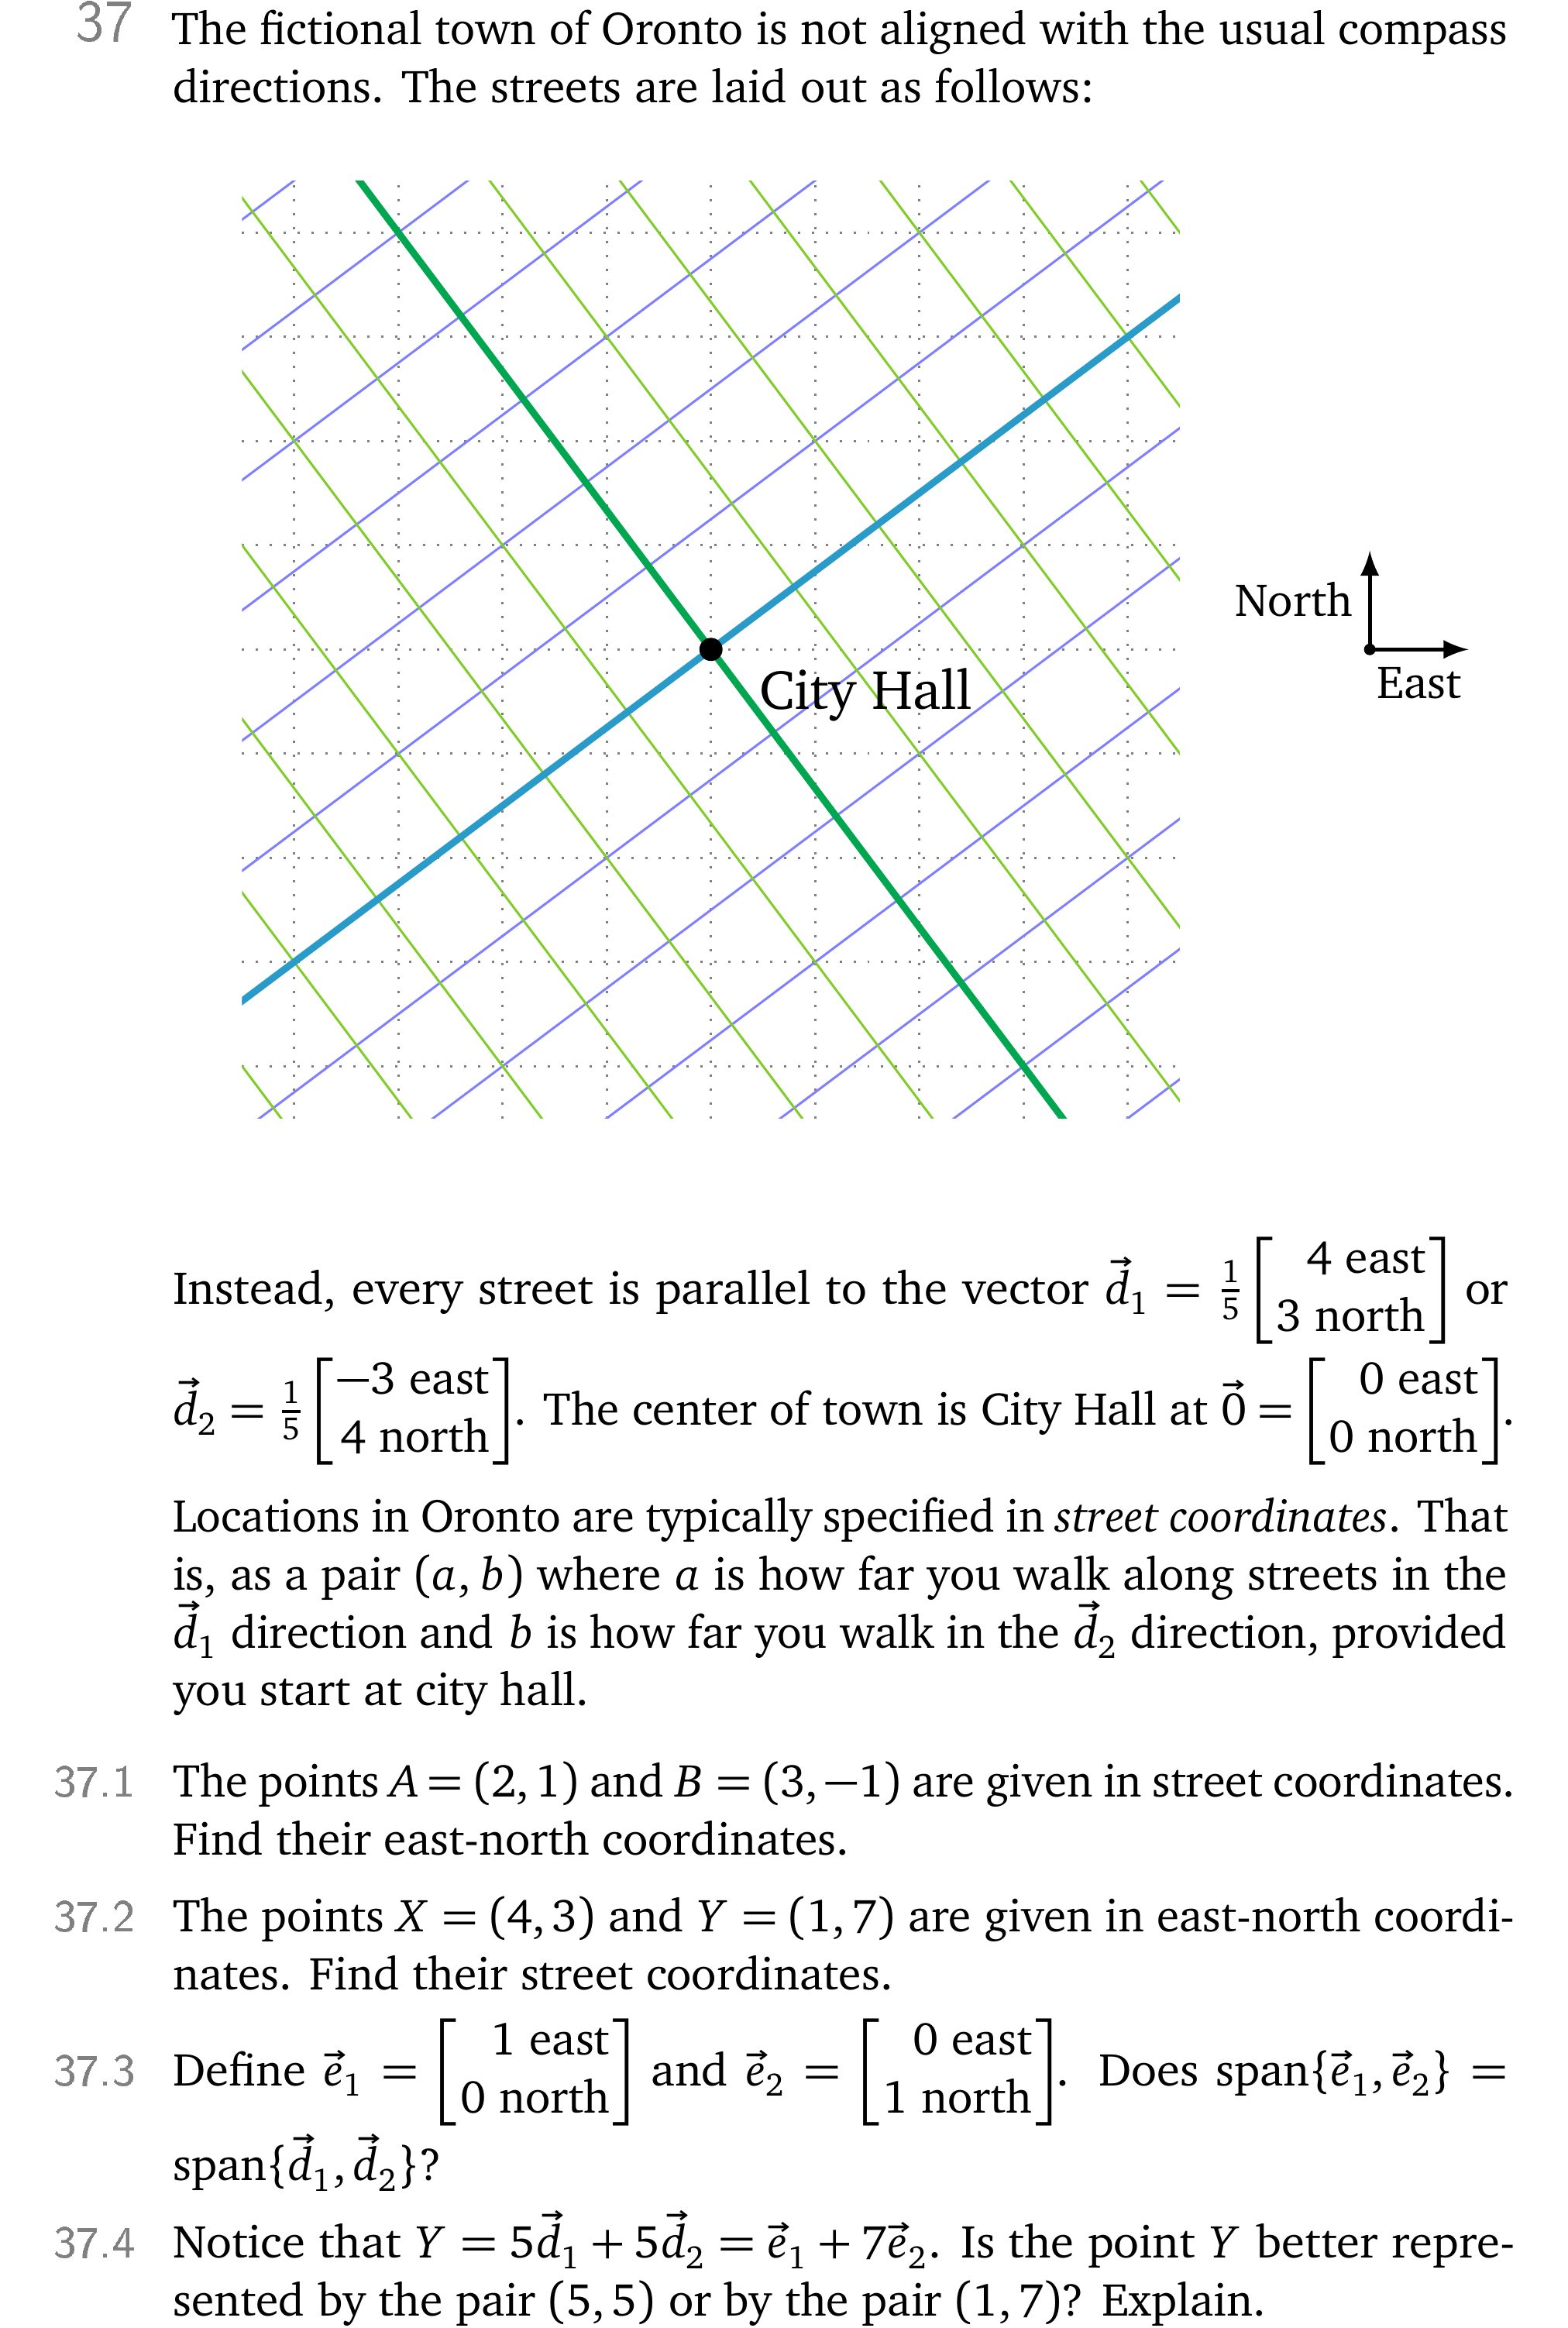 37 The fictional town of Oronto is not aligned with the usual compass
directions. The streets are laid out as follows:
City Hall
North
East
Instead, every street is parallel to the vector $\vec{d}_1 = \frac{1}{5}\begin{bmatrix} 4 \text{ east} \\ 3 \text{ north} \end{bmatrix}$ or
$\vec{d}_2 = \frac{1}{5}\begin{bmatrix} -3 \text{ east} \\ 4 \text{ north} \end{bmatrix}$. The center of town is City Hall at $\vec{0} = \begin{bmatrix} 0 \text{ east} \\ 0 \text{ north} \end{bmatrix}$.
Locations in Oronto are typically specified in street coordinates. That
is, as a pair $(a, b)$ where $a$ is how far you walk along streets in the
$\vec{d}_1$ direction and $b$ is how far you walk in the $\vec{d}_2$ direction, provided
you start at city hall.
37.1 The points $A = (2, 1)$ and $B = (3, -1)$ are given in street coordinates.
Find their east-north coordinates.
37.2 The points $X = (4, 3)$ and $Y = (1, 7)$ are given in east-north coordi-
nates. Find their street coordinates.
37.3 Define $\vec{e}_1 = \begin{bmatrix} 1 \text{ east} \\ 0 \text{ north} \end{bmatrix}$ and $\vec{e}_2 = \begin{bmatrix} 0 \text{ east} \\ 1 \text{ north} \end{bmatrix}$. Does span$\{\vec{e}_1, \vec{e}_2\}$ =
span$\{\vec{d}_1, \vec{d}_2\}$?
37.4 Notice that $Y = 5\vec{d}_1 + 5\vec{d}_2 = \vec{e}_1 + 7\vec{e}_2$. Is the point $Y$ better repre-
sented by the pair $(5, 5)$ or by the pair $(1, 7)$? Explain.